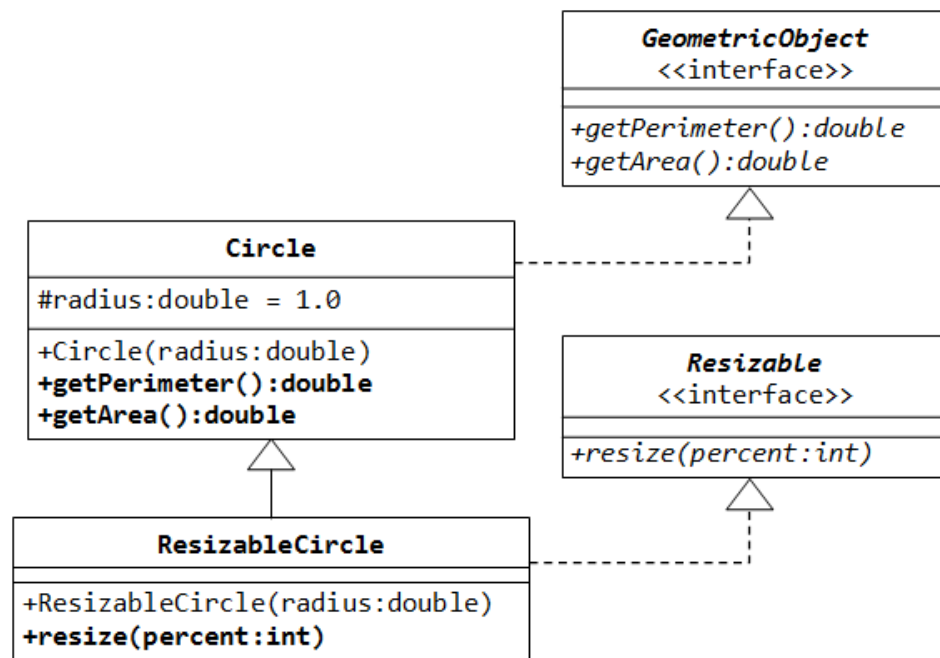 GeometricObject
<<interface>>
+getPerimeter():double
+getArea():double
Circle
#radius:double = 1.0
+Circle(radius:double)
+getPerimeter():double
+getArea():double
Resizable
<<interface>>
+resize(percent:int)
ResizableCircle
+ResizableCircle(radius:double)
+resize(percent:int)